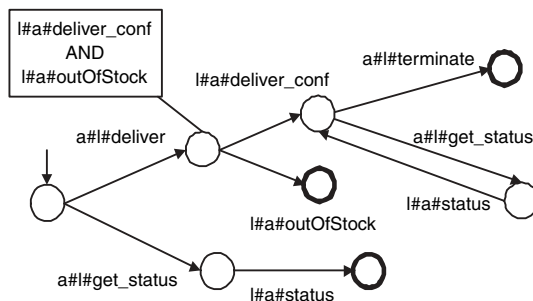 l#a#deliver_conf
AND
l#a#outOfStock
l#a#deliver_conf
a#l#terminate
a#l#deliver
a#l#get_status
l#a#status
l#a#outOfStock
a#l#get_status
l#a#status